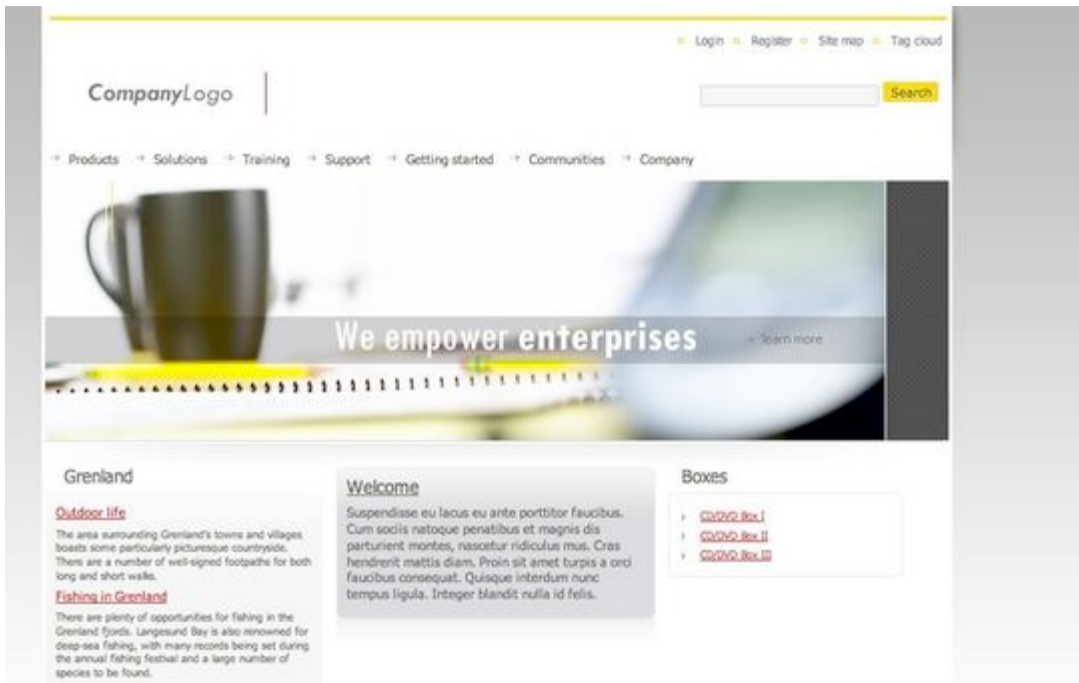 Login Register Site map Tag cloud
CompanyLogo
Search
Products Solutions Training Support Getting started Communities Company
We empower enterprises
learn more
Grenland
Outdoor life
The area surrounding Grenland's towns and villages
boasts some particularly picturesque countryside.
There are a number of well-signed footpaths for both
long and short walks.
Fishing in Grenland
There are plenty of opportunities for fishing in the
Grenland fjords. Langesund Bay is also renowned for
deep-sea fishing, with many records being set during
the annual fishing festival and a large number of
species to be found.
Welcome
Suspendisse eu lacus eu ante porttitor faucibus.
Cum sociis natoque penatibus et magnis dis
parturient montes, nascetur ridiculus mus. Cras
hendrerit mattis diam. Proin sit amet turpis a orci
faucibus consequat. Quisque interdum nunc
tempus ligula. Integer blandit nulla id felis.
Boxes
CD/DVD Box I
CD/DVD Box II
CD/DVD Box III